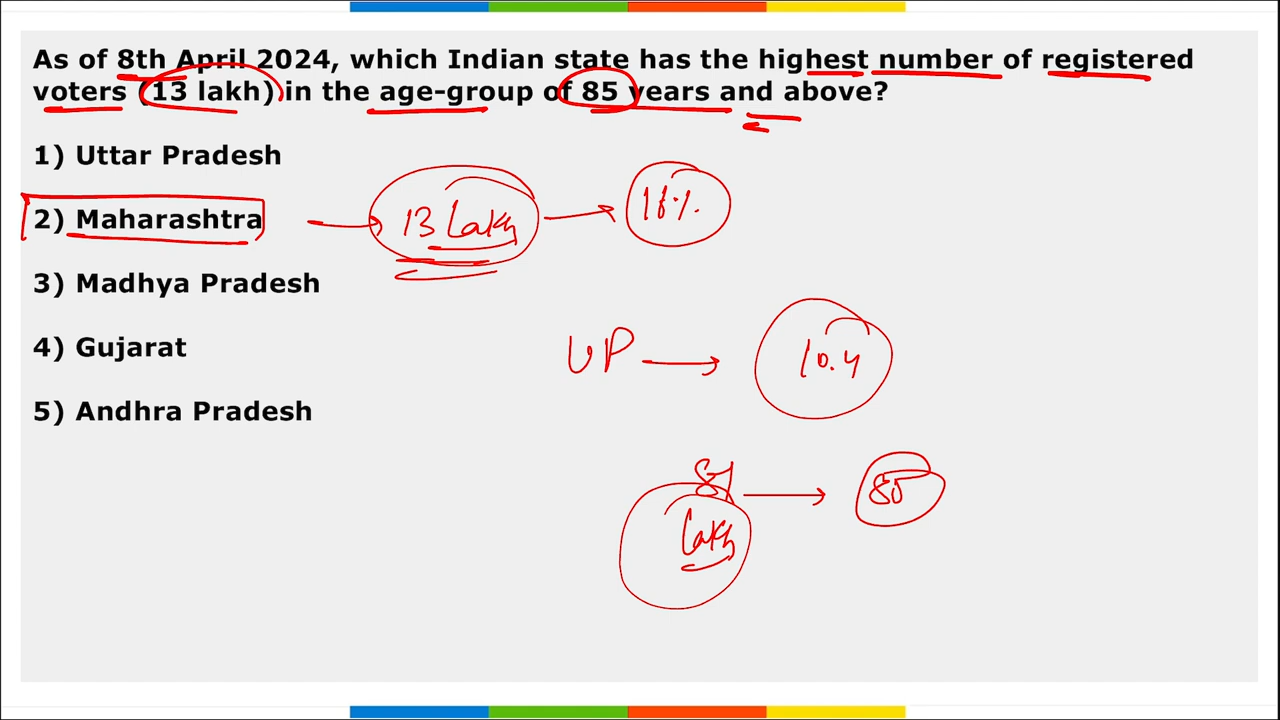 As of 8th April 2024, which Indian state has the highest number of registered
voters (13 lakh) in the age-group of 85 years and above?
1) Uttar Pradesh
2) Maharashtra
13 Lakh
16%
3) Madhya Pradesh
UP
10.4
4) Gujarat
5) Andhra Pradesh
85
Lakh